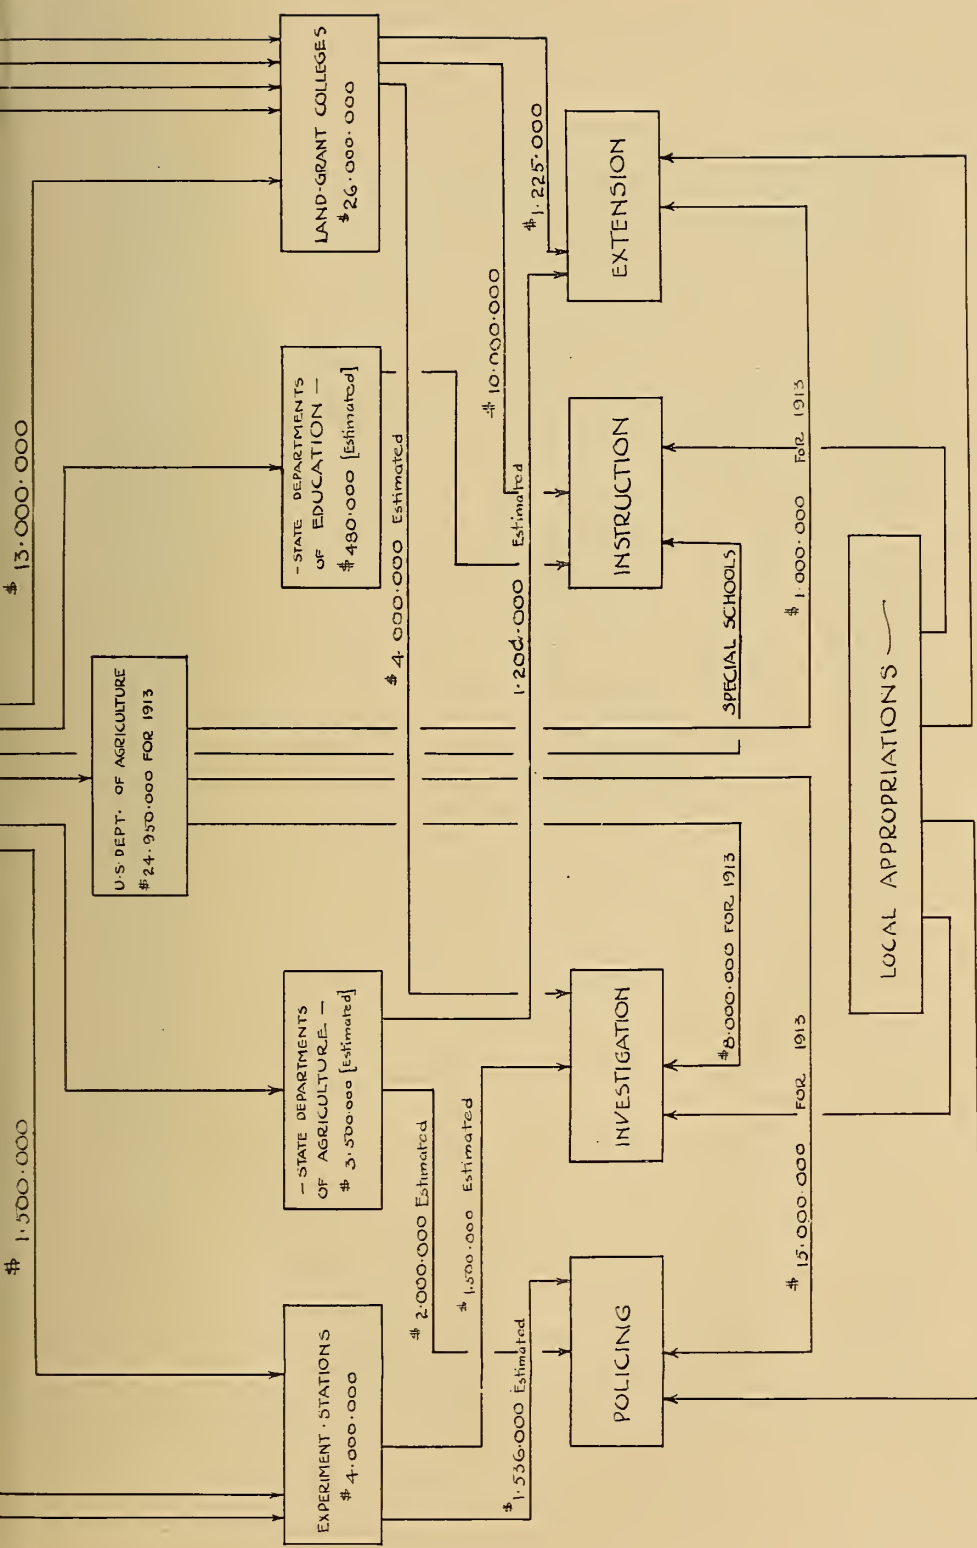 $ 1.500.000
$ 13.000.000
U.S. DEPT. OF AGRICULTURE
$24.950.000 FOR 1913
EXPERIMENT·STATIONS
$4.000.000
- STATE DEPARTMENTS
OF AGRICULTURE -
$ 3.500.000 [Estimated]
- STATE DEPARTMENTS
OF EDUCATION -
$480.000 [Estimated]
LAND-GRANT COLLEGES
$26.000.000
$ 2.000.000 Estimated
$ 4.000.000 Estimated
$ 1.500.000 Estimated
$ 10.000.000
$1.536.000 Estimated
1.200.000 Estimated
$1.225.000
POLICING
INVESTIGATION
INSTRUCTION
EXTENSION
$8.000.000 FOR 1913
SPECIAL SCHOOLS
$ 15.000.000 FOR 1913
$ 1.000.000 FOR 1913
LOCAL APPROPRIATIONS